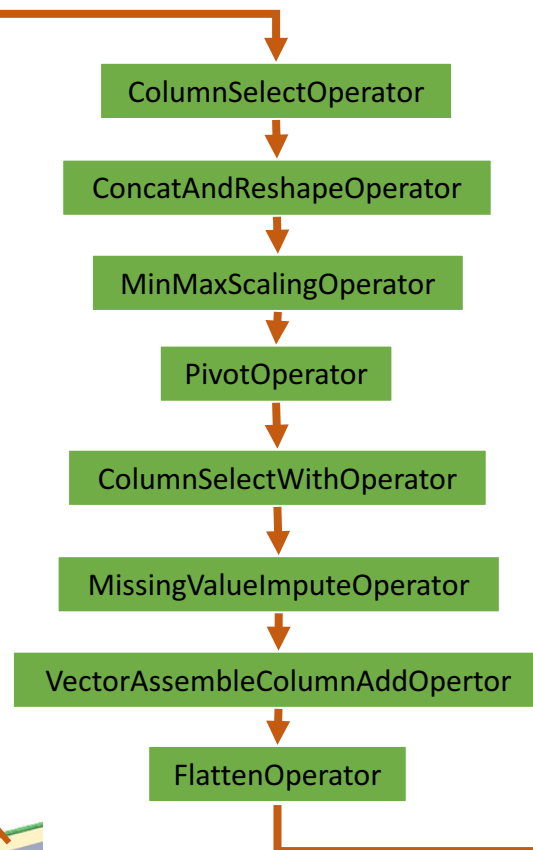 ColumnSelectOperator
ConcatAndReshapeOperator
MinMaxScalingOperator
PivotOperator
ColumnSelectWithOperator
MissingValueImputeOperator
VectorAssembleColumnAddOpertor
FlattenOperator